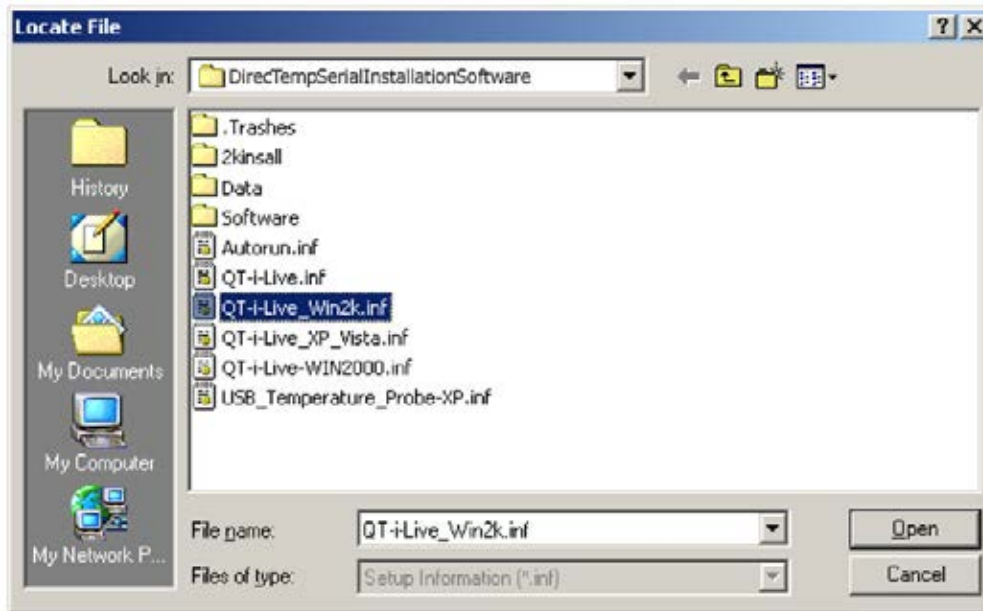 Locate File
Look in: DirecTempSerialInstallationSoftware
History
Desktop
My Documents
My Computer
My Network P...
.Trashes
2kinsall
Data
Software
Autorun.inf
QT-i-Live.inf
QT-i-Live_Win2k.inf
QT-i-Live_XP_Vista.inf
QT-i-Live-WIN2000.inf
USB_Temperature_Probe-XP.inf
File name: QT-i-Live_Win2k.inf Open
Files of type: Setup Information (*.inf) Cancel